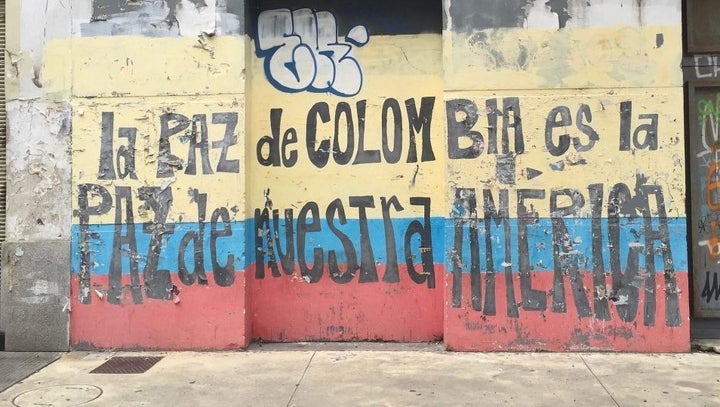 la PAZ de COLOMBIA es la
PAZ de nuestra AMÉRICA